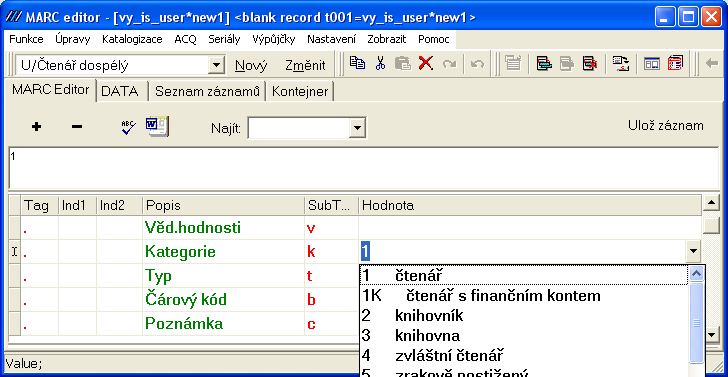 MARC editor - [vy_is_user*new1] <blank record t001=vy_is_user*new1>
Funkce Úpravy Katalogizace ACQ Seriály Výpůjčky Nastavení Zobrazit Pomoc
U/Čtenář dospělý Nový Změnit
MARC Editor DATA Seznam záznamů Kontejner
+ - ABC W Najít: Ulož záznam
1
Tag Ind1 Ind2 Popis SubT... Hodnota
. Věd.hodnosti v
. Kategorie k 1
. Typ t
. Čárový kód b
. Poznámka c
1 čtenář
1K čtenář s finančním kontem
2 knihovník
3 knihovna
4 zvláštní čtenář
5 zrakově postižený
Value;